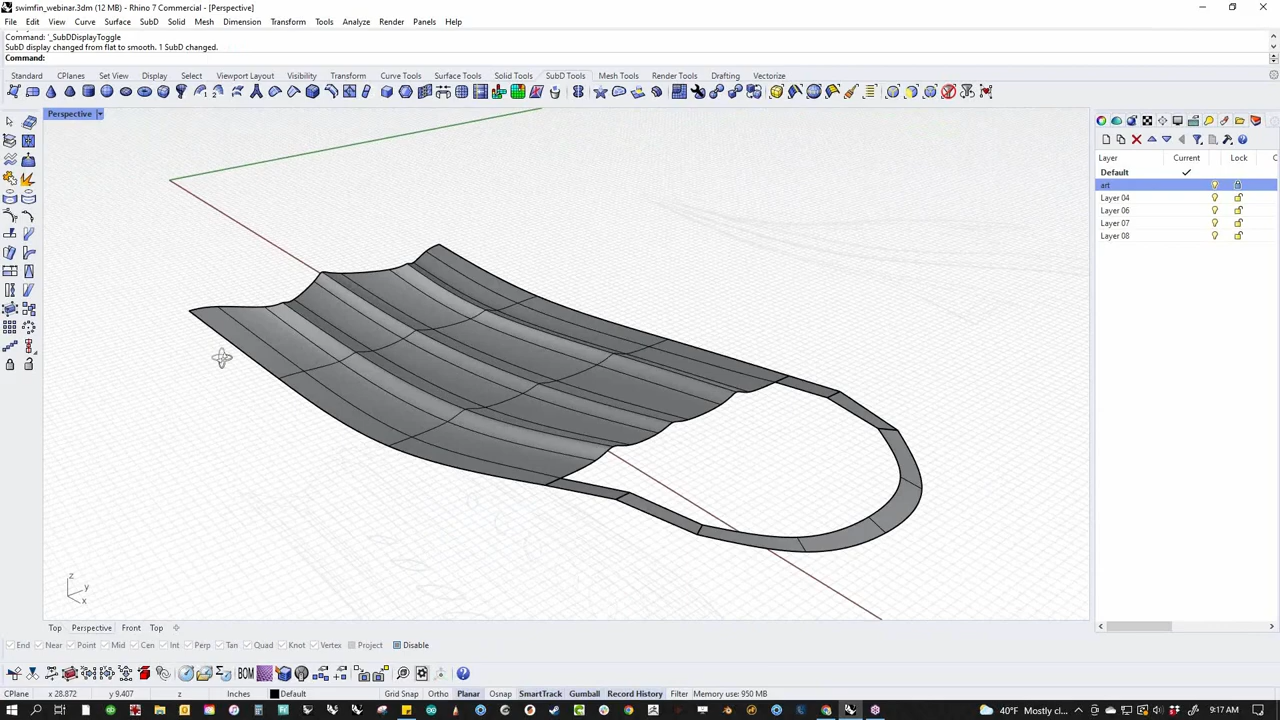 swimfin_webinar.3dm (12 MB) - Rhino 7 Commercial - [Perspective]
File Edit View Curve Surface SubD Solid Mesh Dimension Transform Tools Analyze Render Panels Help
Command: '_SubDDisplayToggle
SubD display changed from flat to smooth. 1 SubD changed.
Command:
Standard CPlanes Set View Display Select Viewport Layout Visibility Transform Curve Tools Surface Tools Solid Tools SubD Tools Mesh Tools Render Tools Drafting Vectorize
Perspective
Layer Current Lock C
Default
art
Layer 04
Layer 06
Layer 07
Layer 08
z
y
x
Top Perspective Front Top
End Near Point Mid Cen Int Perp Tan Quad Knot Vertex Project Disable
BOM
CPlane x 28.872 y 9.407 z Inches Default Grid Snap Ortho Planar Osnap SmartTrack Gumball Record History Filter Memory use: 950 MB
40°F Mostly cl... 9:17 AM